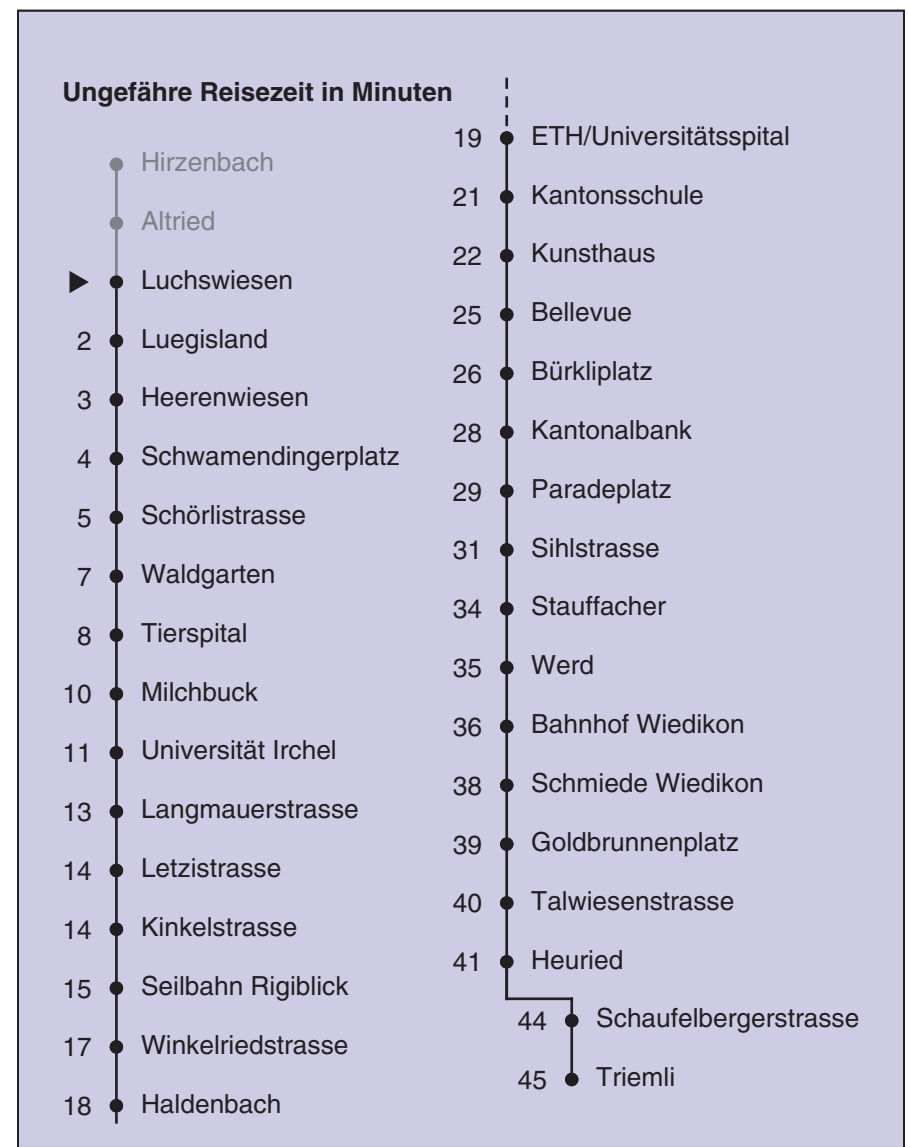 Ungefähre Reisezeit in Minuten
Hirzenbach
Altried
Luchswiesen
2 Luegisland
3 Heerenwiesen
4 Schwamendingerplatz
5 Schörlistrasse
7 Waldgarten
8 Tierspital
10 Milchbuck
11 Universität Irchel
13 Langmauerstrasse
14 Letzistrasse
14 Kinkelstrasse
15 Seilbahn Rigiblick
17 Winkelriedstrasse
18 Haldenbach
19 ETH/Universitätsspital
21 Kantonsschule
22 Kunsthaus
25 Bellevue
26 Bürkliplatz
28 Kantonalbank
29 Paradeplatz
31 Sihlstrasse
34 Stauffacher
35 Werd
36 Bahnhof Wiedikon
38 Schmiede Wiedikon
39 Goldbrunnenplatz
40 Talwiesenstrasse
41 Heuried
44 Schaufelbergerstrasse
45 Triemli